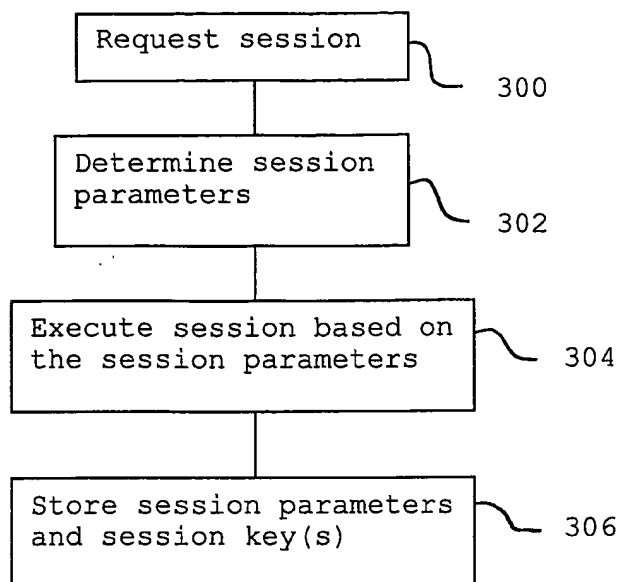 Request session
300
Determine session
parameters
302
Execute session based on
the session parameters
304
Store session parameters
and session key(s)
306